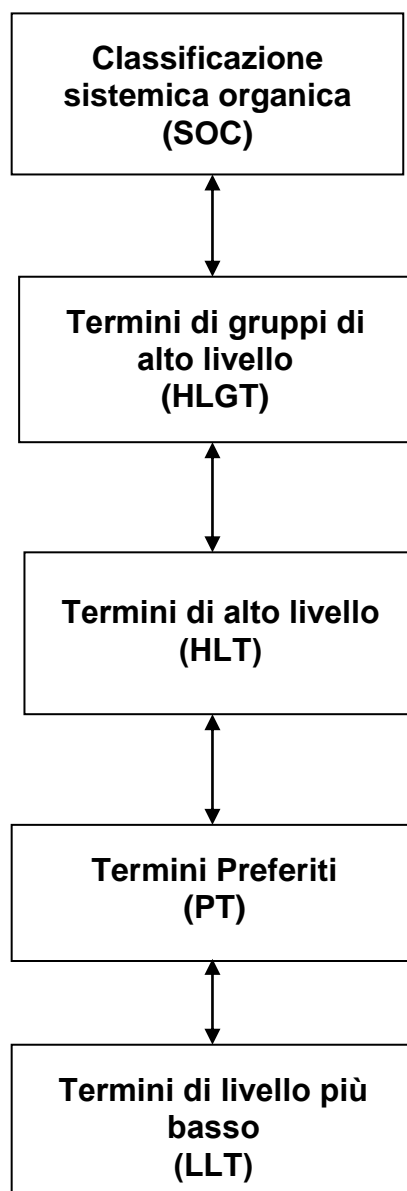 Classificazione
sistemica organica
(SOC)
Termini di gruppi di
alto livello
(HLGT)
Termini di alto livello
(HLT)
Termini Preferiti
(PT)
Termini di livello più
basso
(LLT)